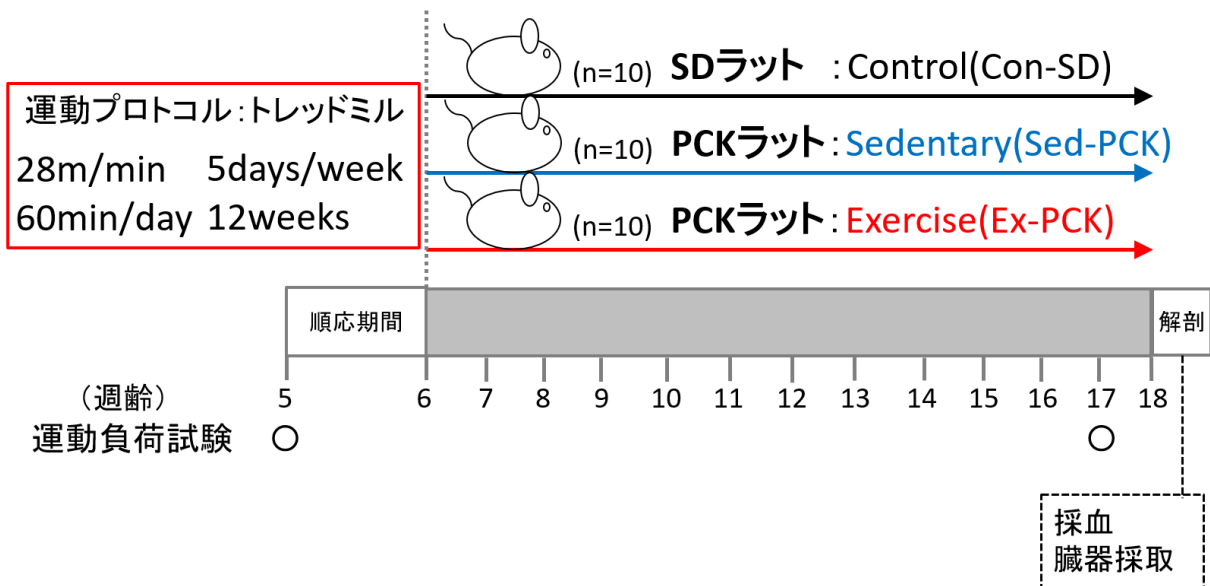 (n=10) SDラット :Control(Con-SD)
運動プロトコル:トレッドミル
28m/min 5days/week
60min/day 12weeks
(n=10) PCKラット:Sedentary(Sed-PCK)
(n=10) PCKラット:Exercise(Ex-PCK)
順応期間
解剖
(週齢) 5 6 7 8 9 10 11 12 13 14 15 16 17 18
運動負荷試験 ○ ○
採血
臓器採取